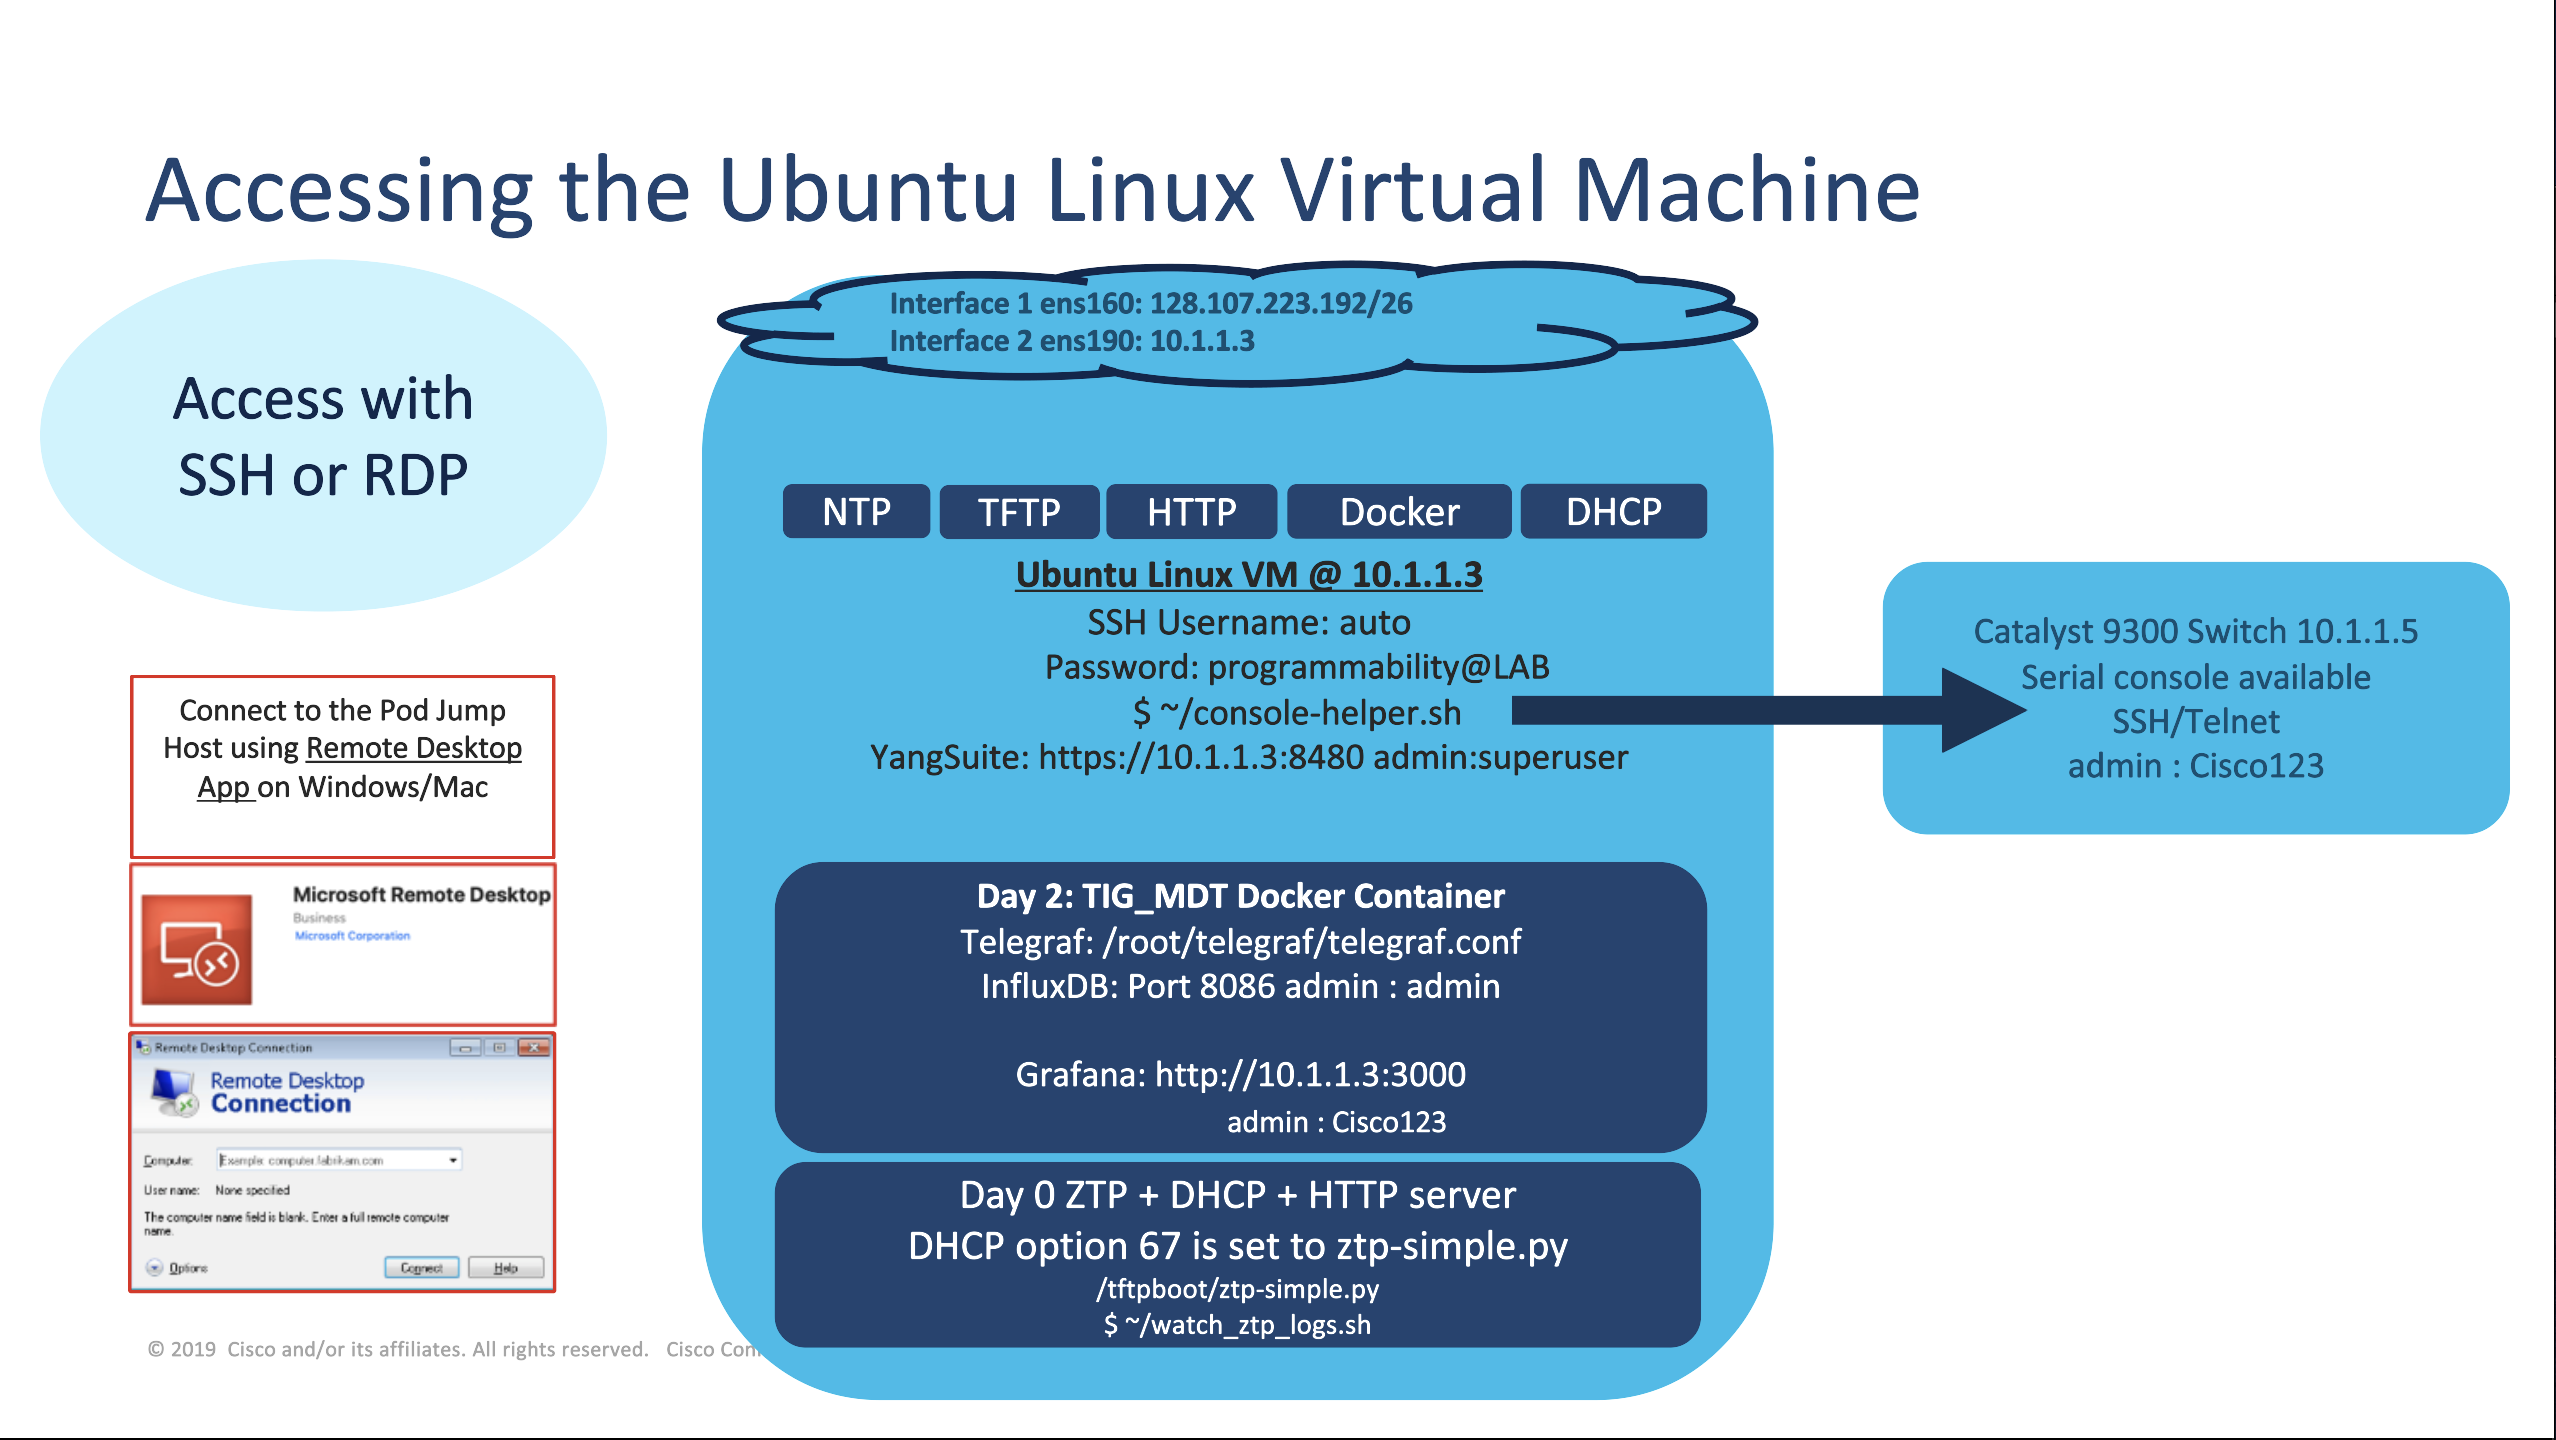 Accessing the Ubuntu Linux Virtual Machine
Access with
SSH or RDP
Connect to the Pod Jump
Host using Remote Desktop
App on Windows/Mac
Microsoft Remote Desktop
Business
Microsoft Corporation
Remote Desktop Connection
Remote Desktop
Connection
Computer:
Example: computer.fabrikam.com
User name:
None specified
The computer name field is blank. Enter a full remote computer
name.
Options
Connect
Help
Interface 1 ens160: 128.107.223.192/26
Interface 2 ens190: 10.1.1.3
NTP
TFTP
HTTP
Docker
DHCP
Ubuntu Linux VM @ 10.1.1.3
SSH Username: auto
Password: programmability@LAB
$ ~/console-helper.sh
YangSuite: https://10.1.1.3:8480 admin:superuser
Day 2: TIG_MDT Docker Container
Telegraf: /root/telegraf/telegraf.conf
InfluxDB: Port 8086 admin : admin
Grafana: http://10.1.1.3:3000
admin : Cisco123
Day 0 ZTP + DHCP + HTTP server
DHCP option 67 is set to ztp-simple.py
/tftpboot/ztp-simple.py
$ ~/watch_ztp_logs.sh
Catalyst 9300 Switch 10.1.1.5
Serial console available
SSH/Telnet
admin : Cisco123
© 2019 Cisco and/or its affiliates. All rights reserved. Cisco